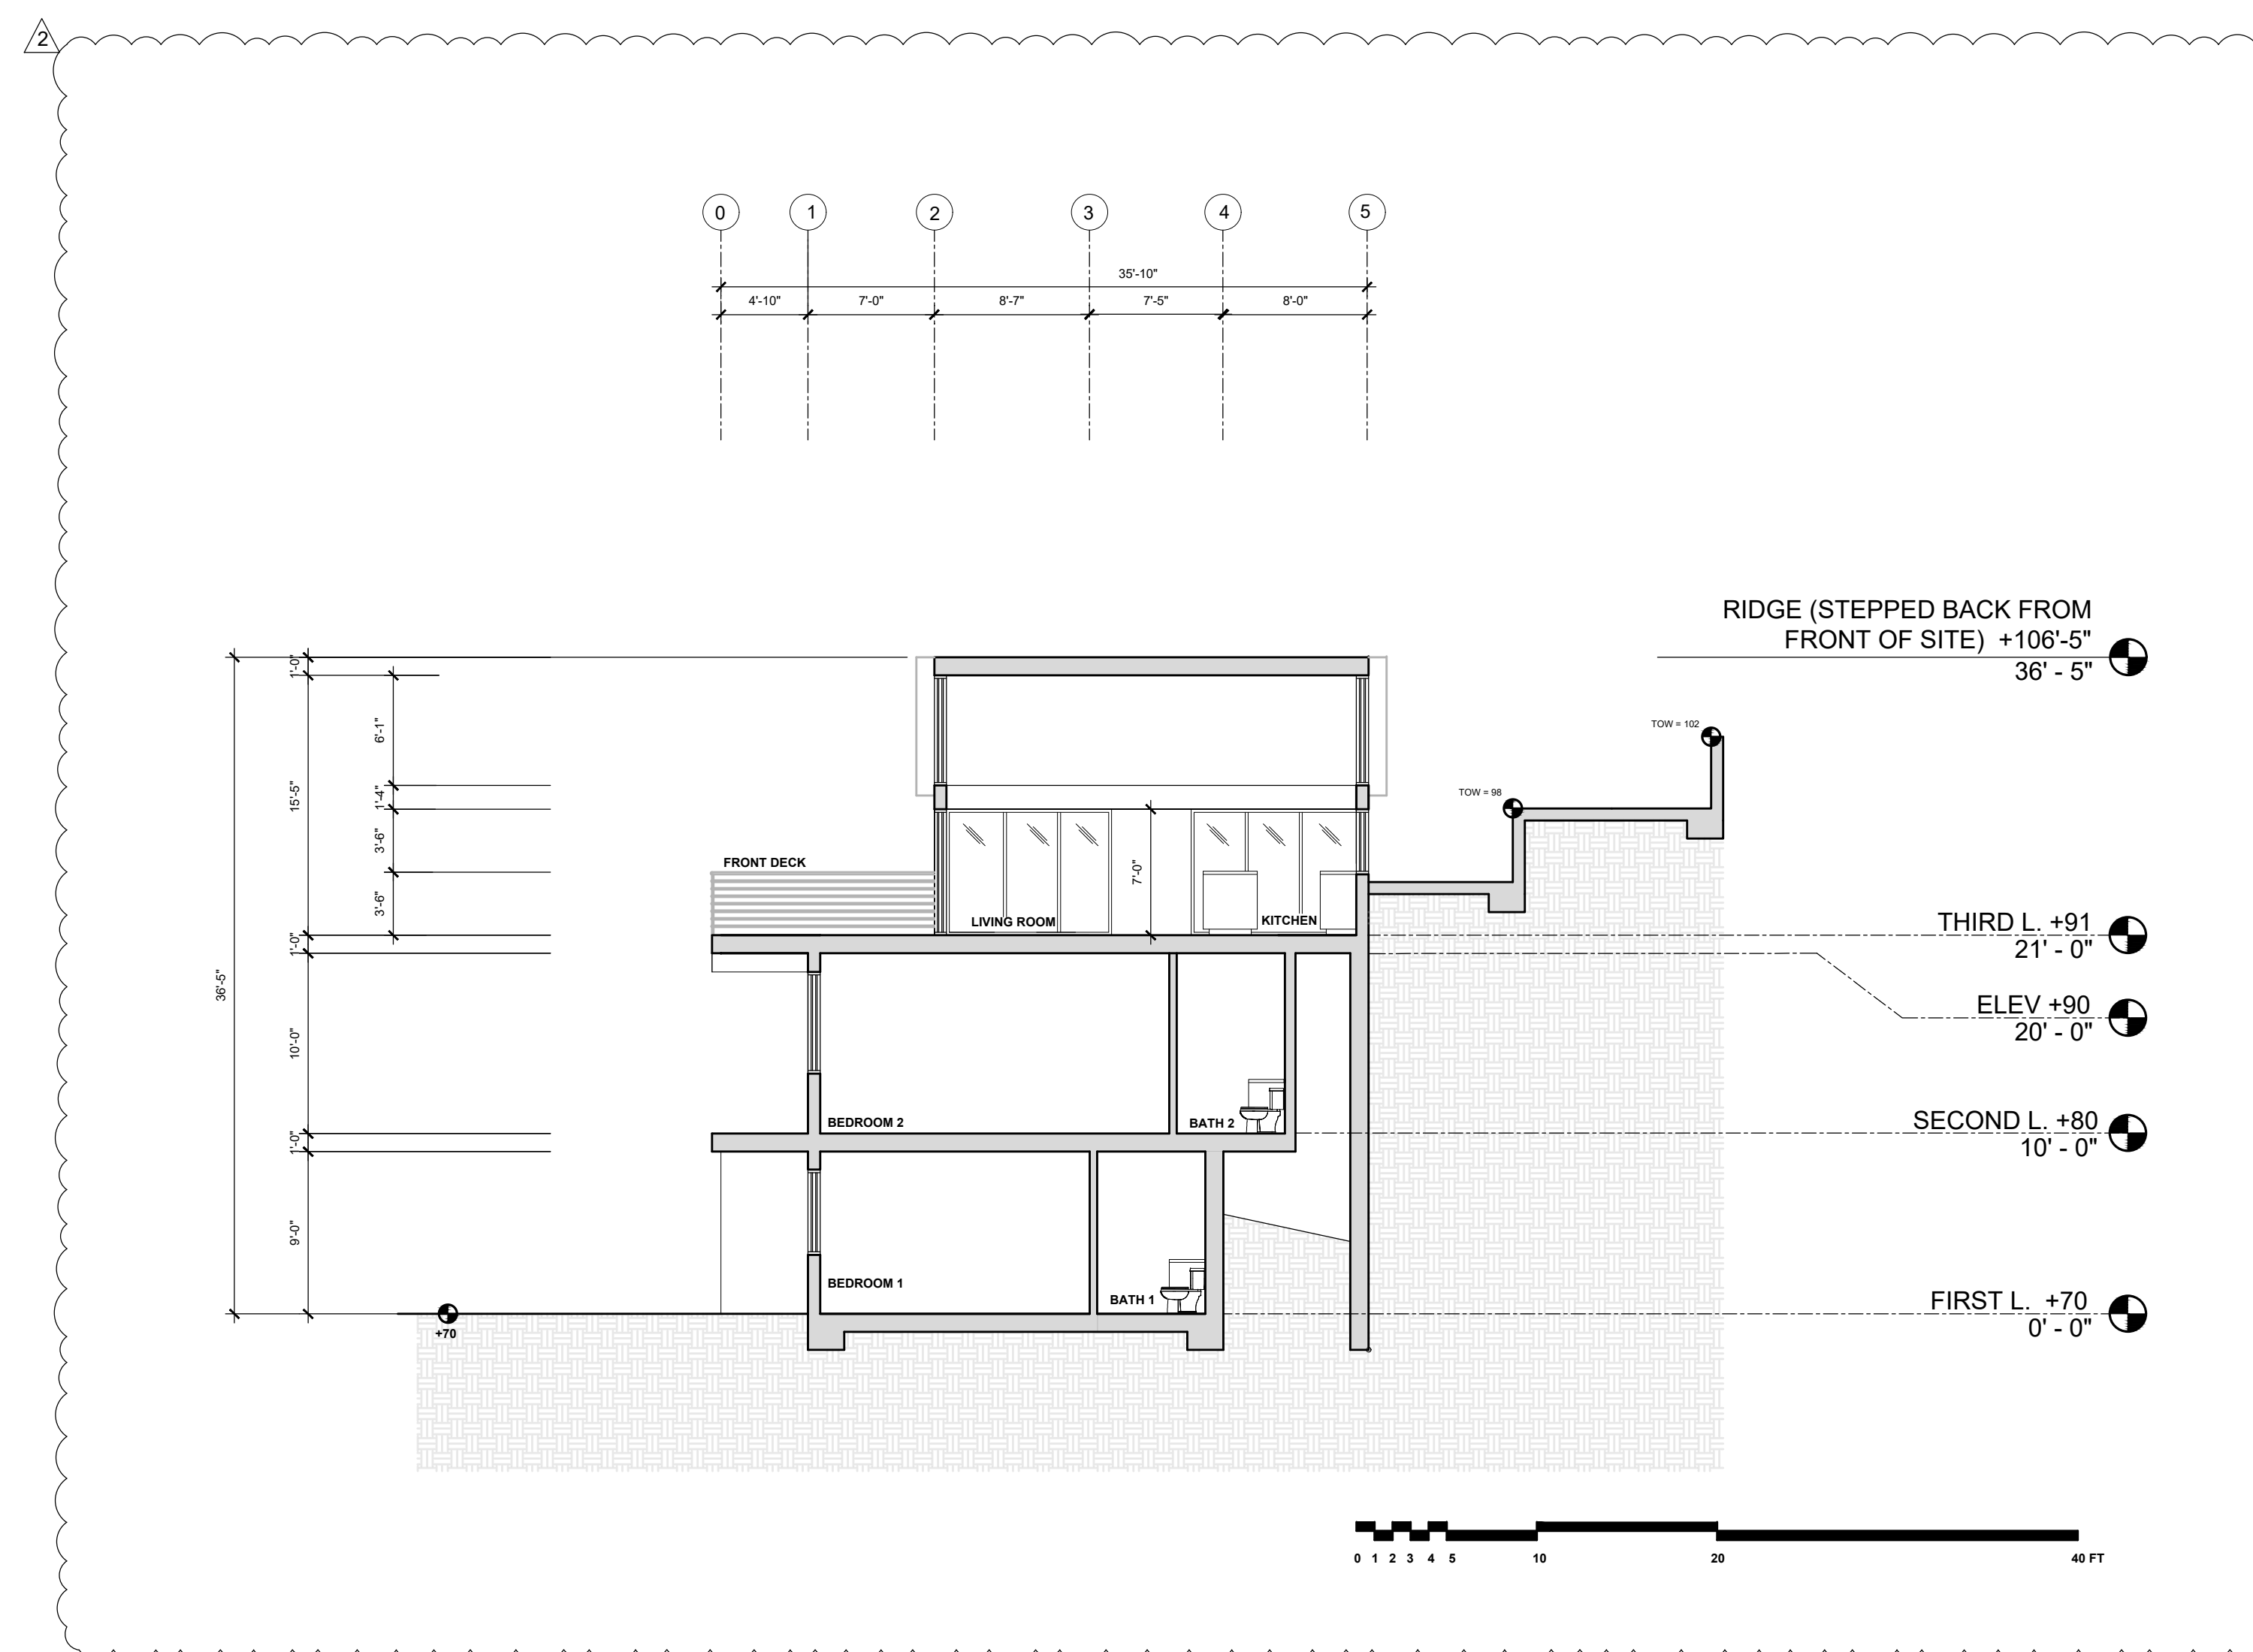 2
0 1 2 3 4 5
35'-10"
4'-10" 7'-0" 8'-7" 7'-5" 8'-0"
RIDGE (STEPPED BACK FROM
FRONT OF SITE) +106'-5"
36' - 5"
1'-0"
TOW = 102
6'-1"
15'-5"
1'-4"
TOW = 98
3'-6"
FRONT DECK
7'-0"
3'-6"
LIVING ROOM
KITCHEN
THIRD L. +91
21' - 0"
1'-0"
36'-5"
ELEV +90
20' - 0"
10'-0"
BEDROOM 2
BATH 2
SECOND L. +80
10' - 0"
1'-0"
9'-0"
BEDROOM 1
BATH 1
FIRST L. +70
0' - 0"
+70
0 1 2 3 4 5 10 20 40 FT